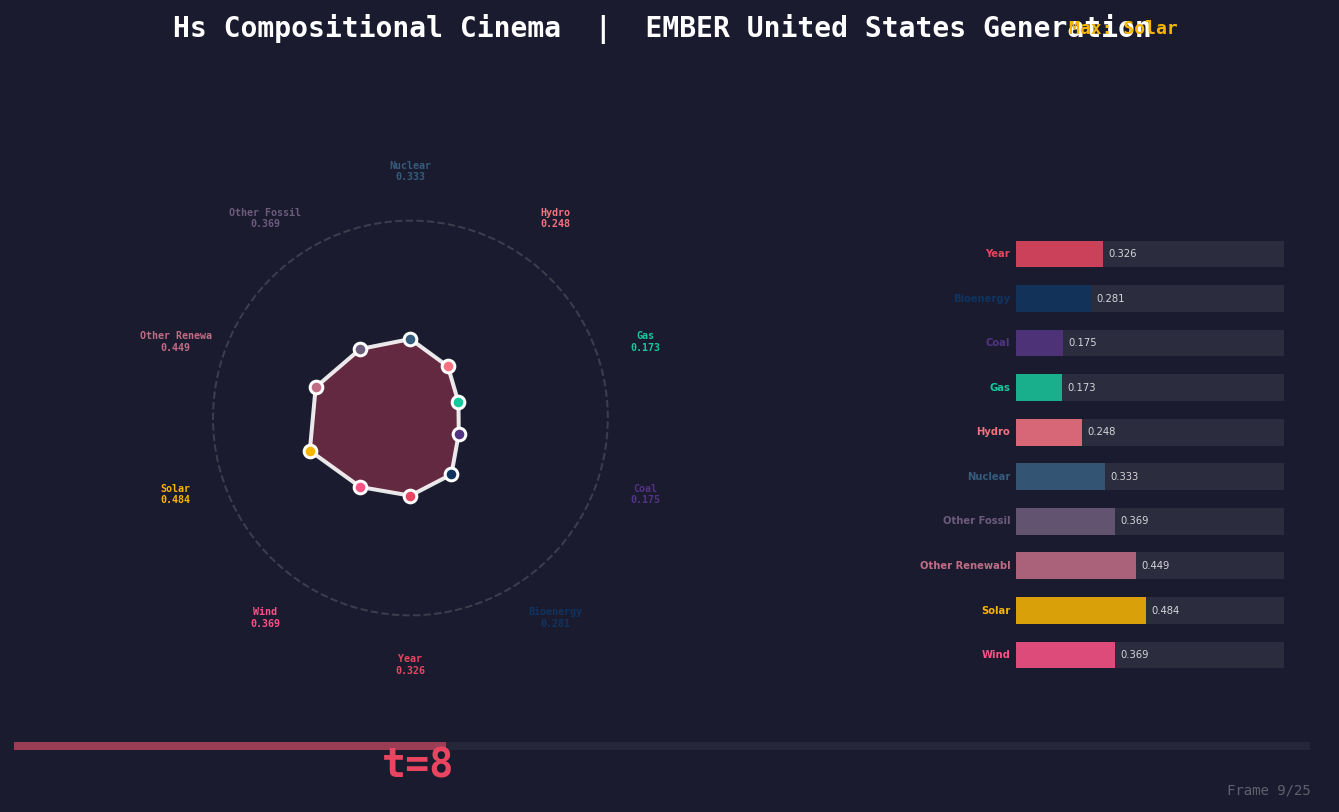 Hs Compositional Cinema | EMBER United States Generation
Max: Solar
Nuclear
0.333
Other Fossil
0.369
Hydro
0.248
Other Renewa
0.449
Gas
0.173
Solar
0.484
Coal
0.175
Wind
0.369
Bioenergy
0.281
Year
0.326
Year 0.326
Bioenergy 0.281
Coal 0.175
Gas 0.173
Hydro 0.248
Nuclear 0.333
Other Fossil 0.369
Other Renewabl 0.449
Solar 0.484
Wind 0.369
t=8
Frame 9/25